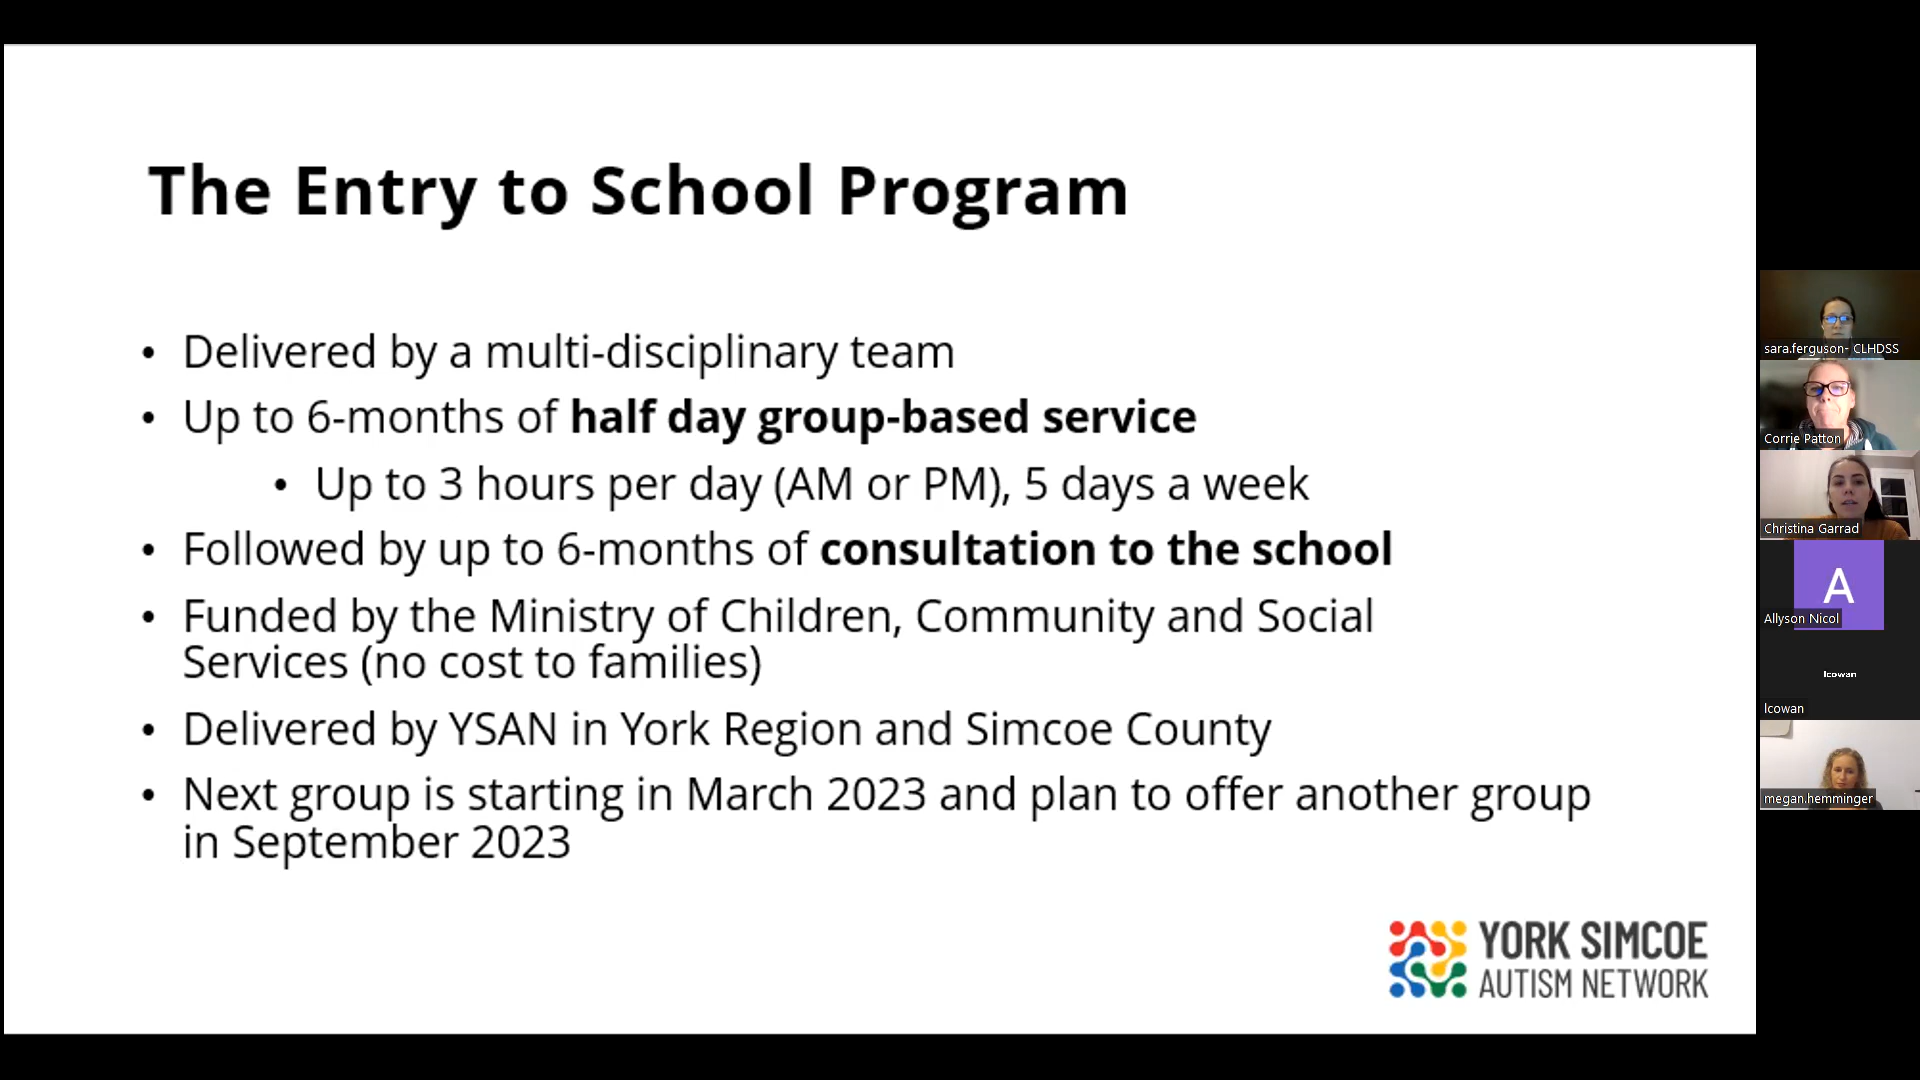 The Entry to School Program
• Delivered by a multi-disciplinary team
• Up to 6-months of half day group-based service
• Up to 3 hours per day (AM or PM), 5 days a week
• Followed by up to 6-months of consultation to the school
• Funded by the Ministry of Children, Community and Social
Services (no cost to families)
• Delivered by YSAN in York Region and Simcoe County
• Next group is starting in March 2023 and plan to offer another group
in September 2023
YORK SIMCOE
AUTISM NETWORK
sara.ferguson- CLHDSS
Corrie Patton
Christina Garrad
A
Allyson Nicol
lcowan
lcowan
megan.hemminger